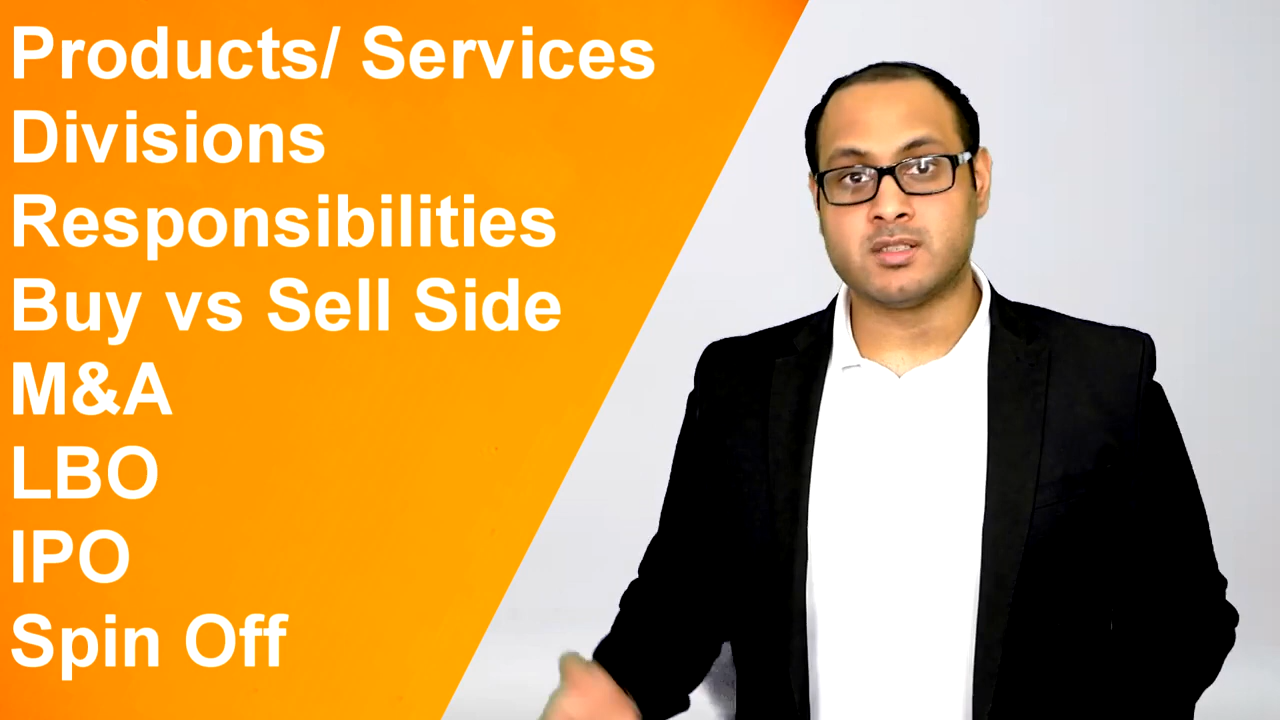 Products/ Services
Divisions
Responsibilities
Buy vs Sell Side
M&A
LBO
IPO
Spin Off